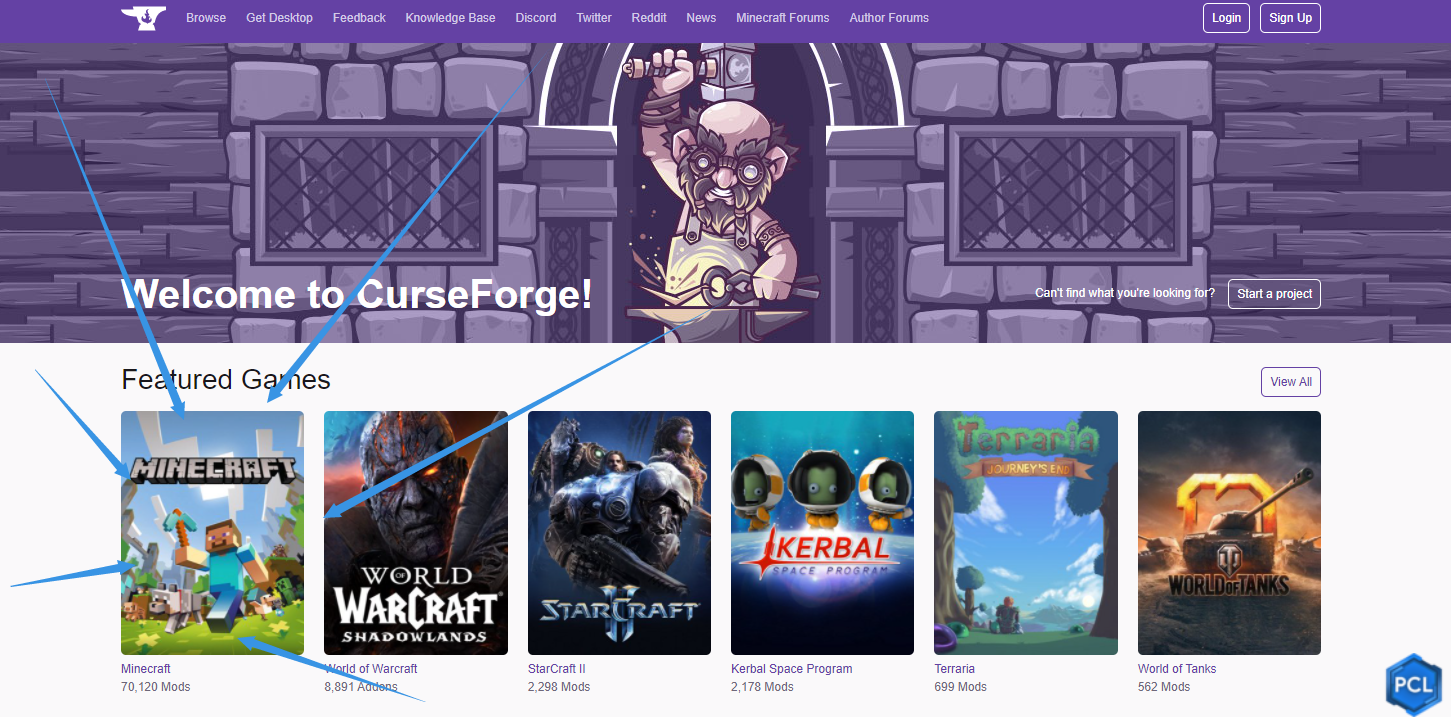 Browse Get Desktop Feedback Knowledge Base Discord Twitter Reddit News Minecraft Forums Author Forums Login Sign Up
Welcome to CurseForge!
Can't find what you're looking for? Start a project
Featured Games
View All
MINECRAFT
WORLD OF WARCRAFT
SHADOWLANDS
STARCRAFT II
KERBAL
SPACE PROGRAM
Terraria
JOURNEY'S END
WORLD OF TANKS
Minecraft
70,120 Mods
World of Warcraft
8,891 Addons
StarCraft II
2,298 Mods
Kerbal Space Program
2,178 Mods
Terraria
699 Mods
World of Tanks
562 Mods
PCL